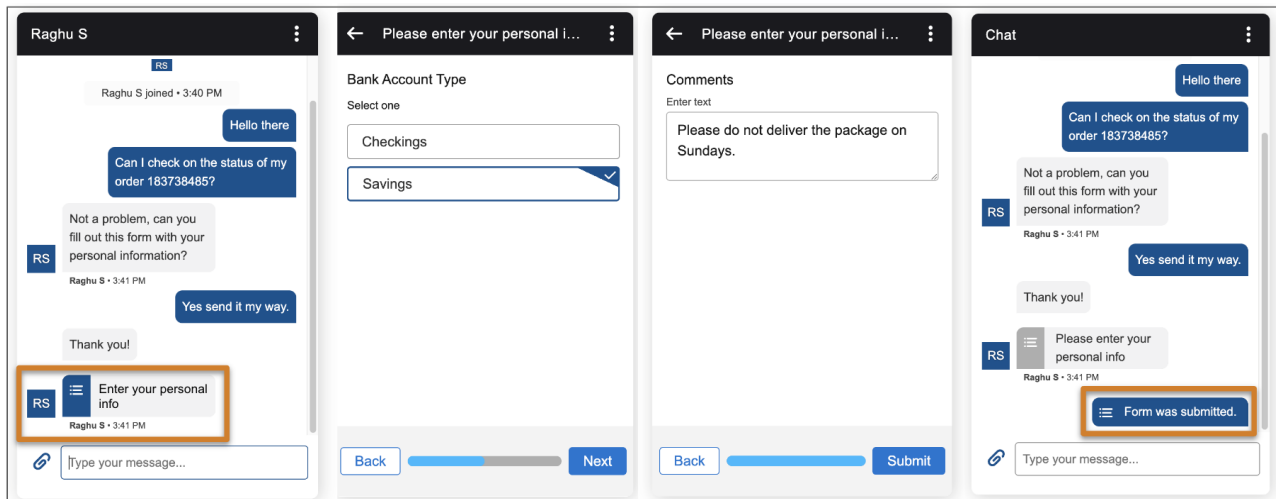 Raghu S
RS
Raghu S joined • 3:40 PM
Hello there
Can I check on the status of my
order 183738485?
Not a problem, can you
fill out this form with your
personal information?
RS
Raghu S • 3:41 PM
Yes send it my way.
Thank you!
Enter your personal
info
RS
Raghu S • 3:41 PM
Type your message...
Please enter your personal i...
Bank Account Type
Select one
Checkings
Savings
Back
Next
Please enter your personal i...
Comments
Enter text
Please do not deliver the package on
Sundays.
Back
Submit
Chat
Hello there
Can I check on the status of my
order 183738485?
Not a problem, can you
fill out this form with your
personal information?
RS
Raghu S • 3:41 PM
Yes send it my way.
Thank you!
Please enter your
personal info
RS
Raghu S • 3:41 PM
Form was submitted.
Type your message...